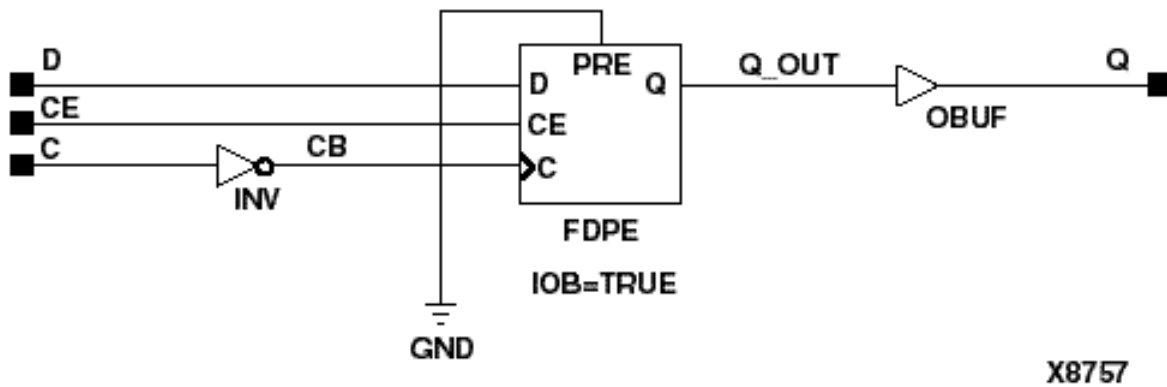 D
CE
C
INV
CB
PRE
D
Q
CE
C
FDPE
IOB=TRUE
GND
Q_OUT
OBUF
Q
X8757